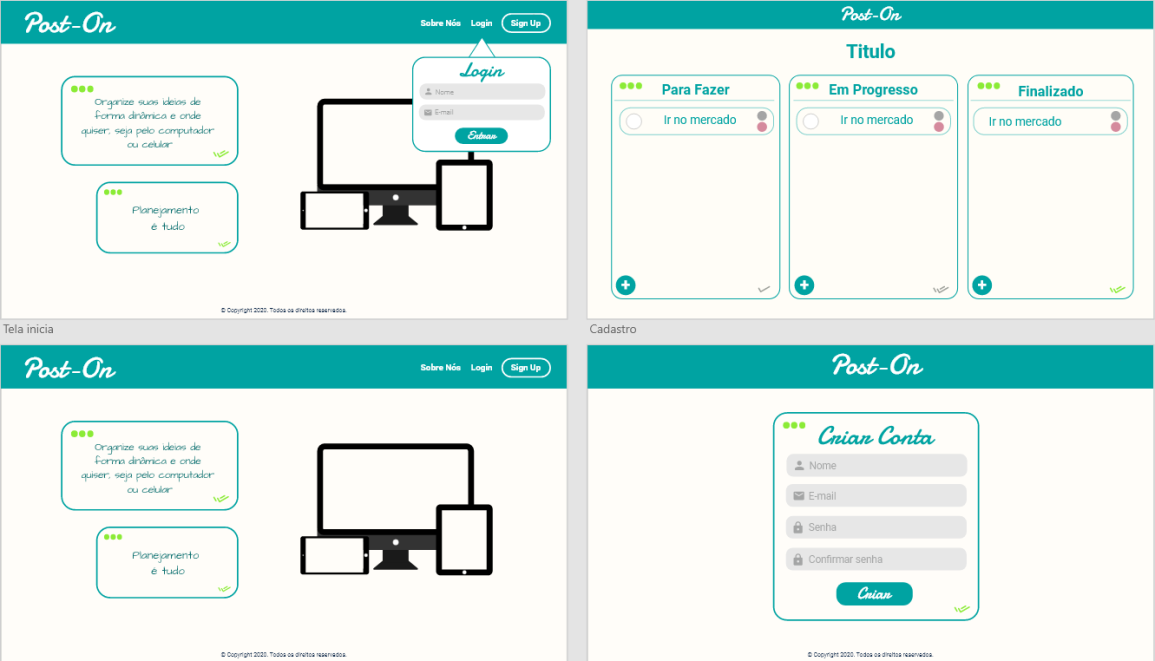 Post-On
Sobre Nós Login Sign Up
Login
Nome
E-mail
Entrar
Organize suas ideias de
forma dinâmica e onde
quiser, seja pelo computador
ou celular
Planejamento
é tudo
© Copyright 2020. Todos os direitos reservados.
Post-On
Titulo
Para Fazer
Ir no mercado
Em Progresso
Ir no mercado
Finalizado
Ir no mercado
Tela inicia
Post-On
Sobre Nós Login Sign Up
Organize suas ideias de
forma dinâmica e onde
quiser, seja pelo computador
ou celular
Planejamento
é tudo
© Copyright 2020. Todos os direitos reservados.
Cadastro
Post-On
Criar Conta
Nome
E-mail
Senha
Confirmar senha
Criar
© Copyright 2020. Todos os direitos reservados.